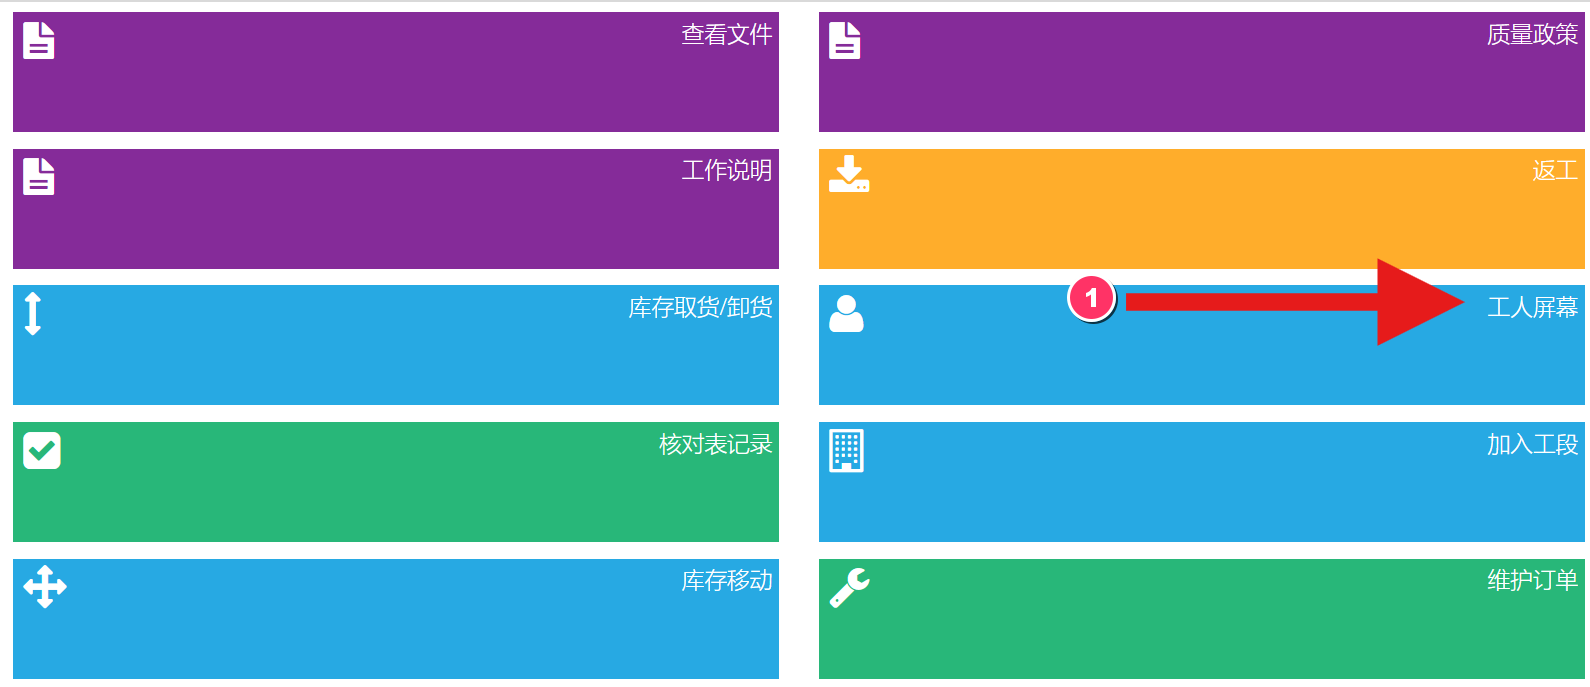 查看文件
质量政策
工作说明
返工
库存取货/卸货
1
工人屏幕
核对表记录
加入工段
库存移动
维护订单